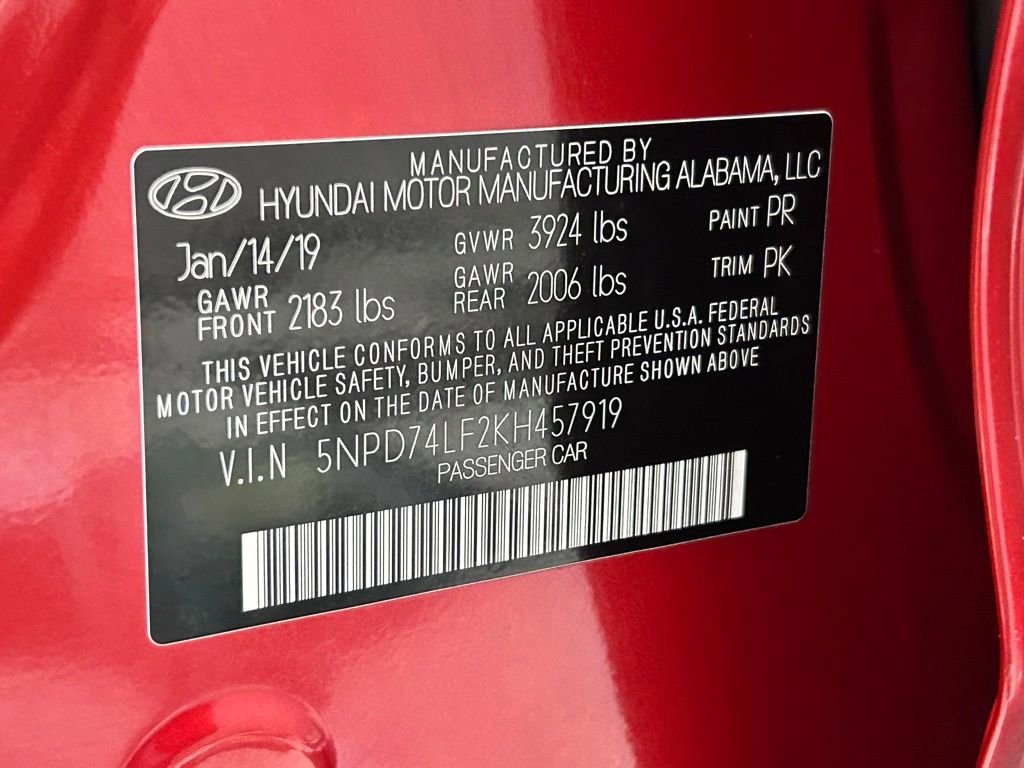 MANUFACTURED BY
HYUNDAI MOTOR MANUFACTURING ALABAMA, LLC
Jan/14/19 GVWR 3924 lbs PAINT PR
GAWR FRONT 2183 lbs GAWR REAR 2006 lbs TRIM PK
THIS VEHICLE CONFORMS TO ALL APPLICABLE U.S.A. FEDERAL
MOTOR VEHICLE SAFETY, BUMPER, AND THEFT PREVENTION STANDARDS
IN EFFECT ON THE DATE OF MANUFACTURE SHOWN ABOVE
V.I.N 5NPD74LF2KH457919
PASSENGER CAR